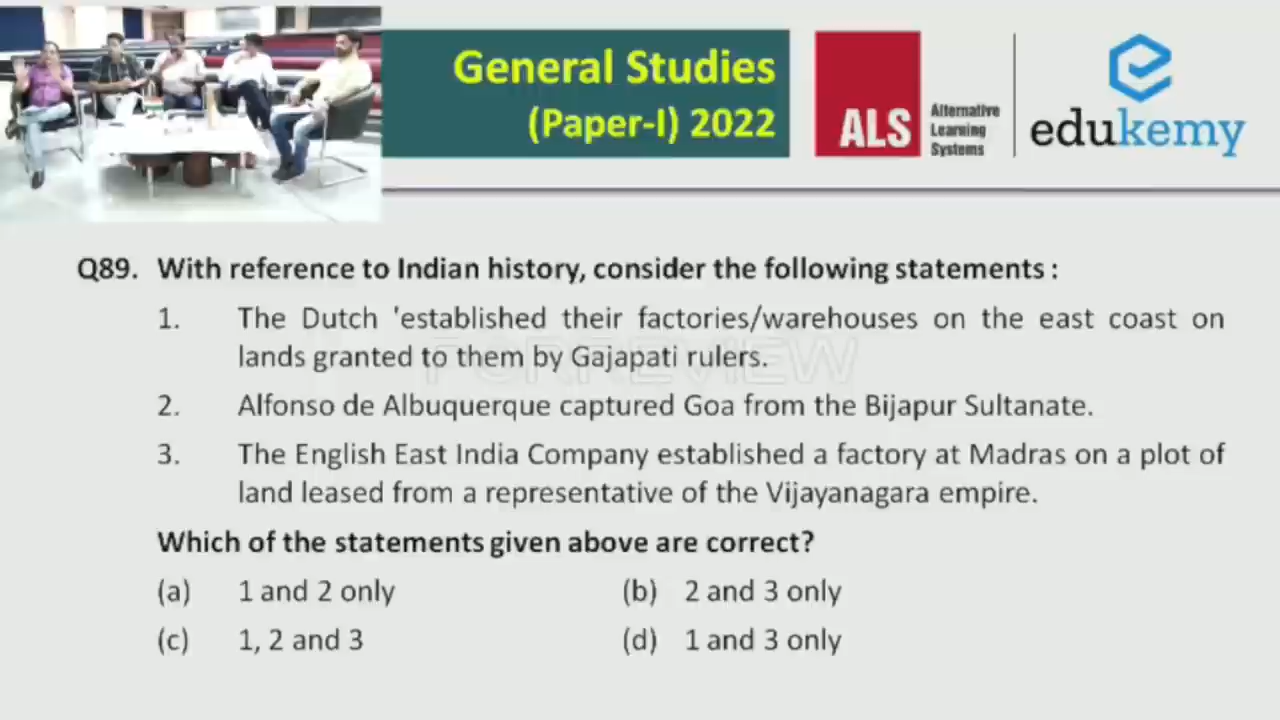 General Studies
(Paper-I) 2022
ALS
Alternative
Learning
Systems
edukemy
Q89. With reference to Indian history, consider the following statements :
1. The Dutch 'established their factories/warehouses on the east coast on
lands granted to them by Gajapati rulers.
FOR REVIEW
2. Alfonso de Albuquerque captured Goa from the Bijapur Sultanate.
3. The English East India Company established a factory at Madras on a plot of
land leased from a representative of the Vijayanagara empire.
Which of the statements given above are correct?
(a) 1 and 2 only (b) 2 and 3 only
(c) 1, 2 and 3 (d) 1 and 3 only